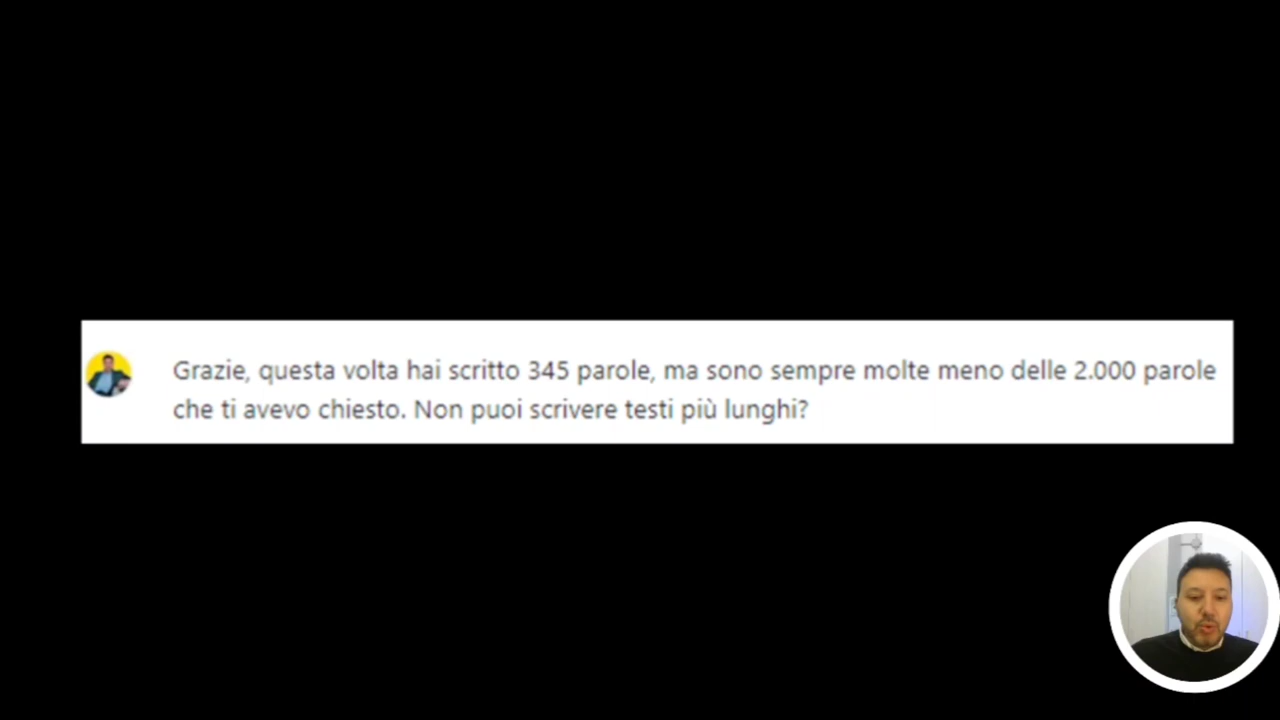 Grazie, questa volta hai scritto 345 parole, ma sono sempre molte meno delle 2.000 parole
che ti avevo chiesto. Non puoi scrivere testi più lunghi?